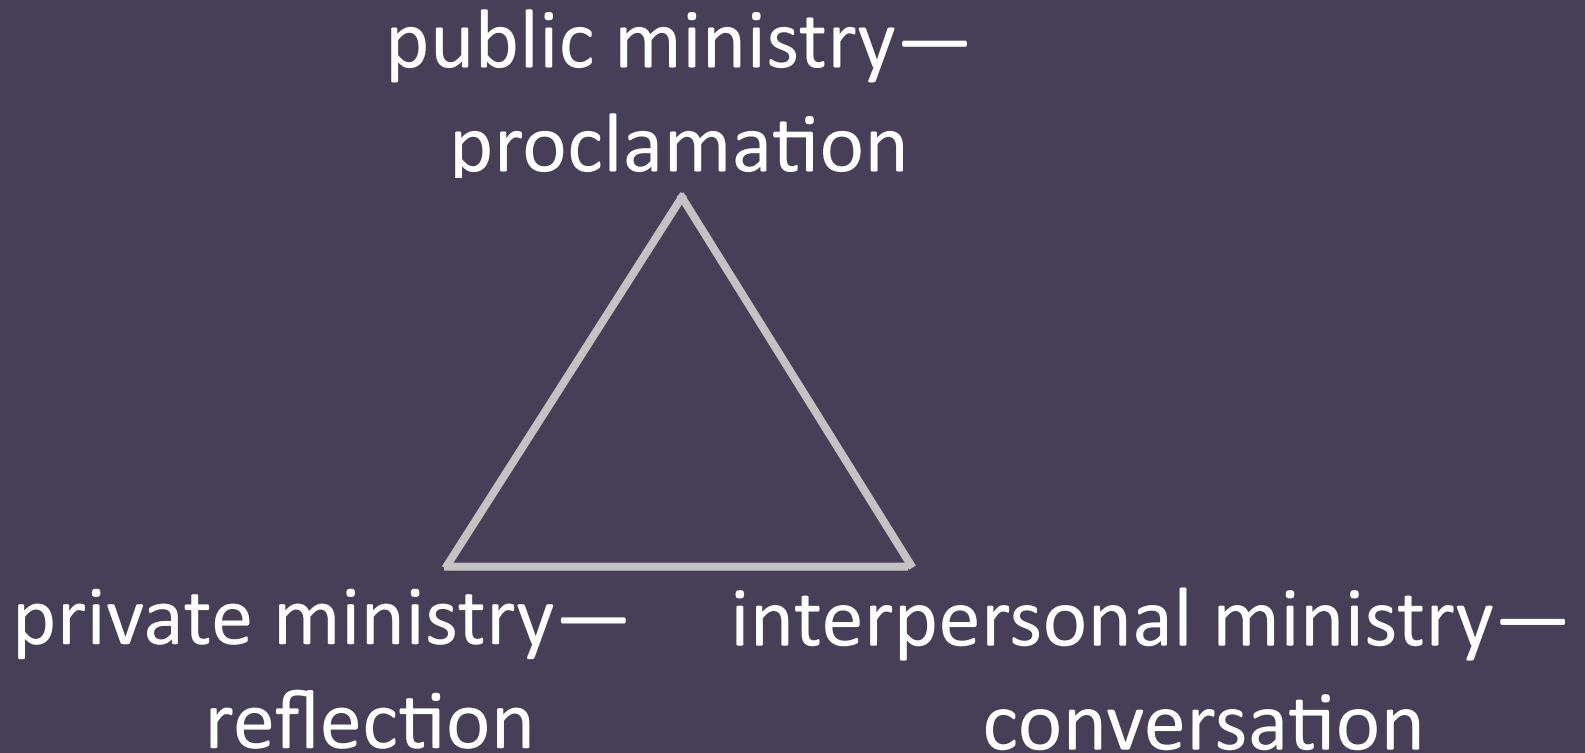 public ministry—
proclamation
private ministry—
reflection
interpersonal ministry—
conversation